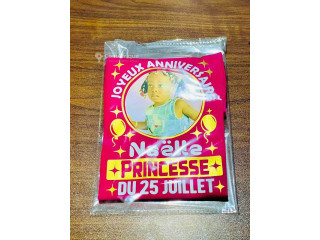 JOYEUX ANNIVERSAIRE
Naëlle
PRINCESSE
DU 25 JUILLET